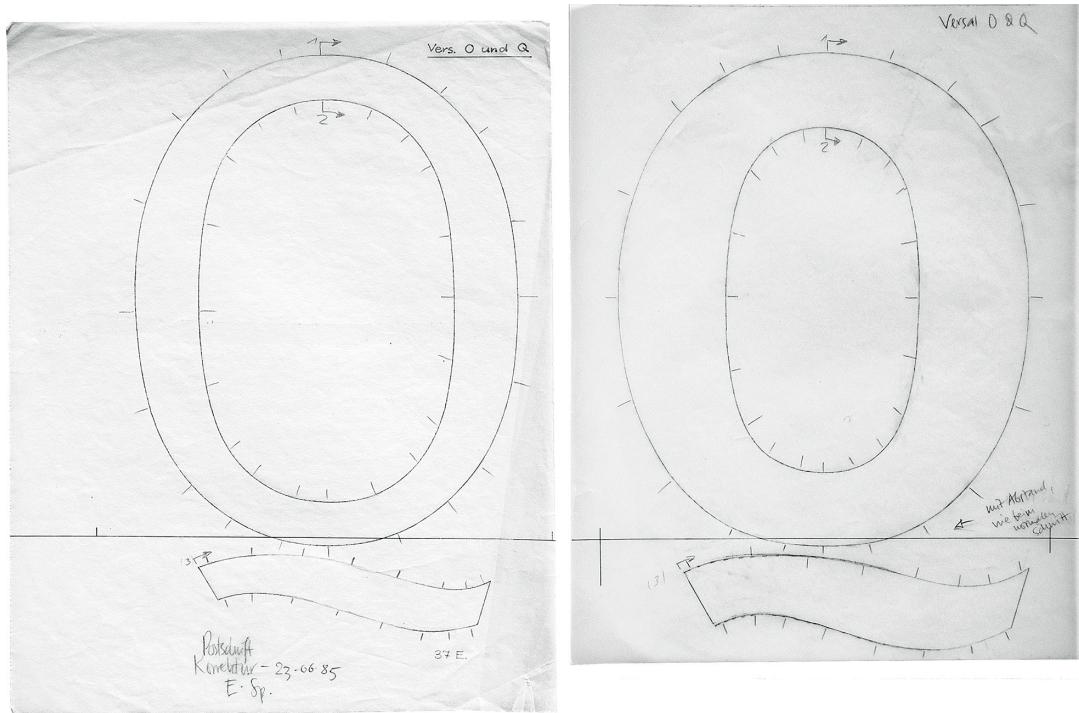 Vers. O und Q
1
2
(3)
Postschrift
Korrektur – 23.06.85
E. Sp.
37 E.
Versal O & Q
1
2
mit Abstand,
wie beim
normalen
Schnitt
(3)